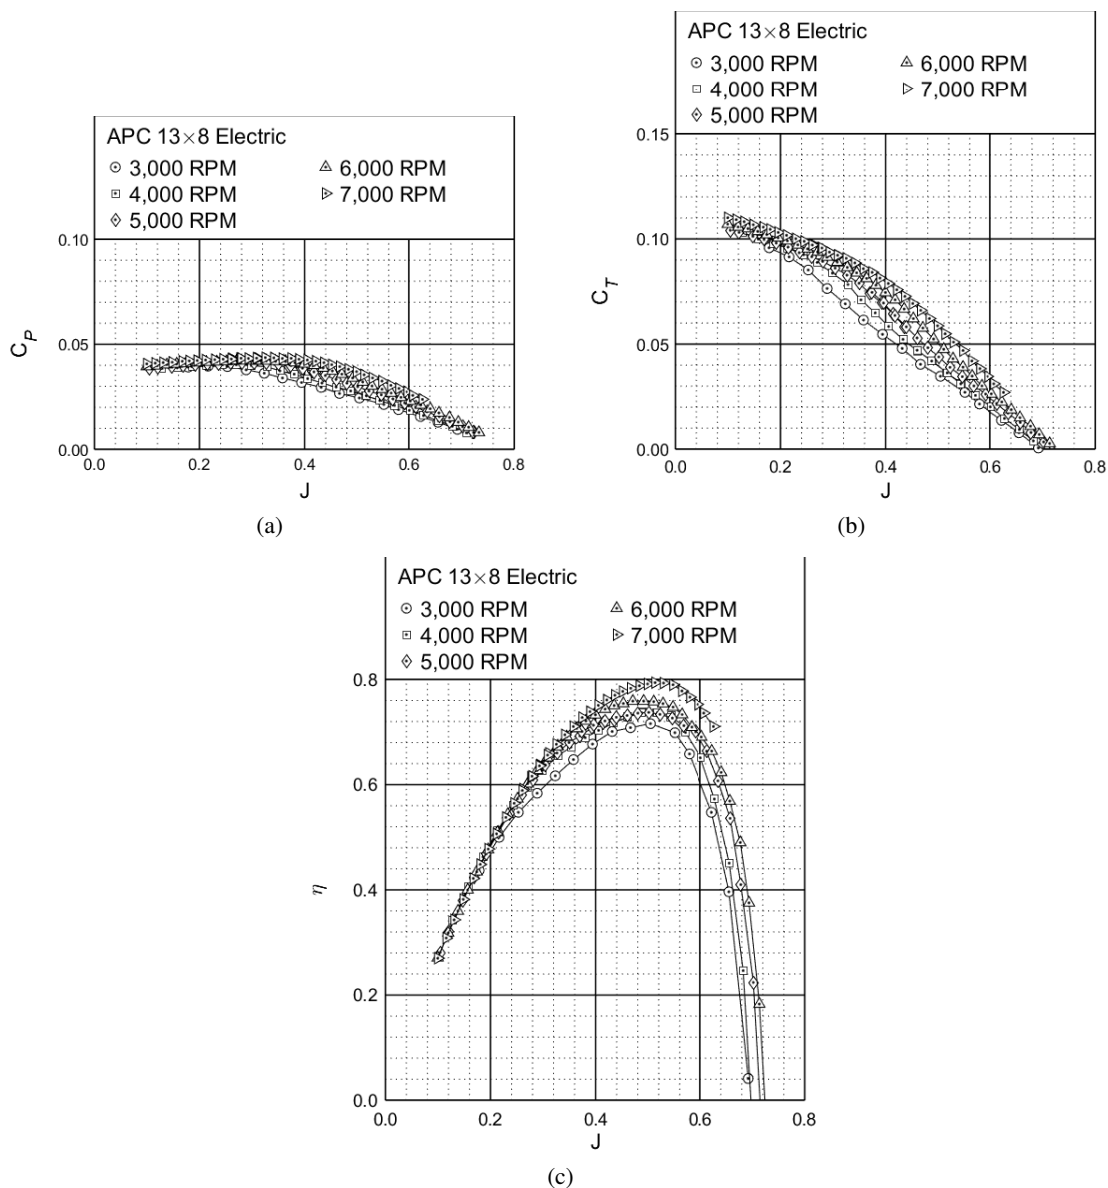 APC 13×8 Electric
3,000 RPM
6,000 RPM
4,000 RPM
7,000 RPM
5,000 RPM
0.10
0.05
0.00
C_P
0.0 0.2 0.4 0.6 0.8
J
(a)
APC 13×8 Electric
3,000 RPM
6,000 RPM
4,000 RPM
7,000 RPM
5,000 RPM
0.15
0.10
0.05
0.00
C_T
0.0 0.2 0.4 0.6 0.8
J
(b)
APC 13×8 Electric
3,000 RPM
6,000 RPM
4,000 RPM
7,000 RPM
5,000 RPM
0.8
0.6
0.4
0.2
0.0
η
0.0 0.2 0.4 0.6 0.8
J
(c)